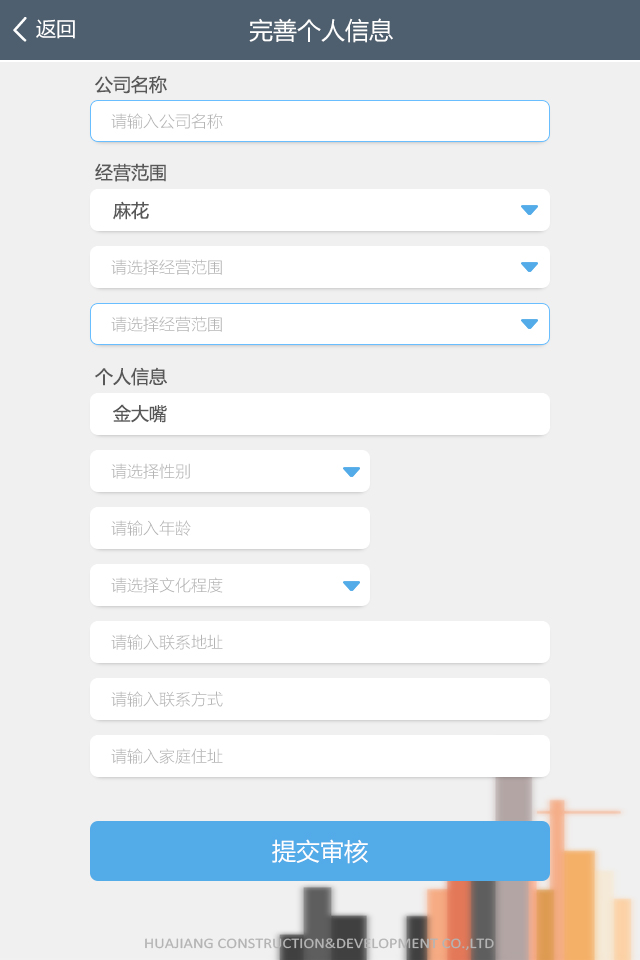 返回
完善个人信息
公司名称
请输入公司名称
经营范围
麻花
请选择经营范围
请选择经营范围
个人信息
金大嘴
请选择性别
请输入年龄
请选择文化程度
请输入联系地址
请输入联系方式
请输入家庭住址
提交审核
HUAJIANG CONSTRUCTION&DEVELOPMENT CO.,LTD